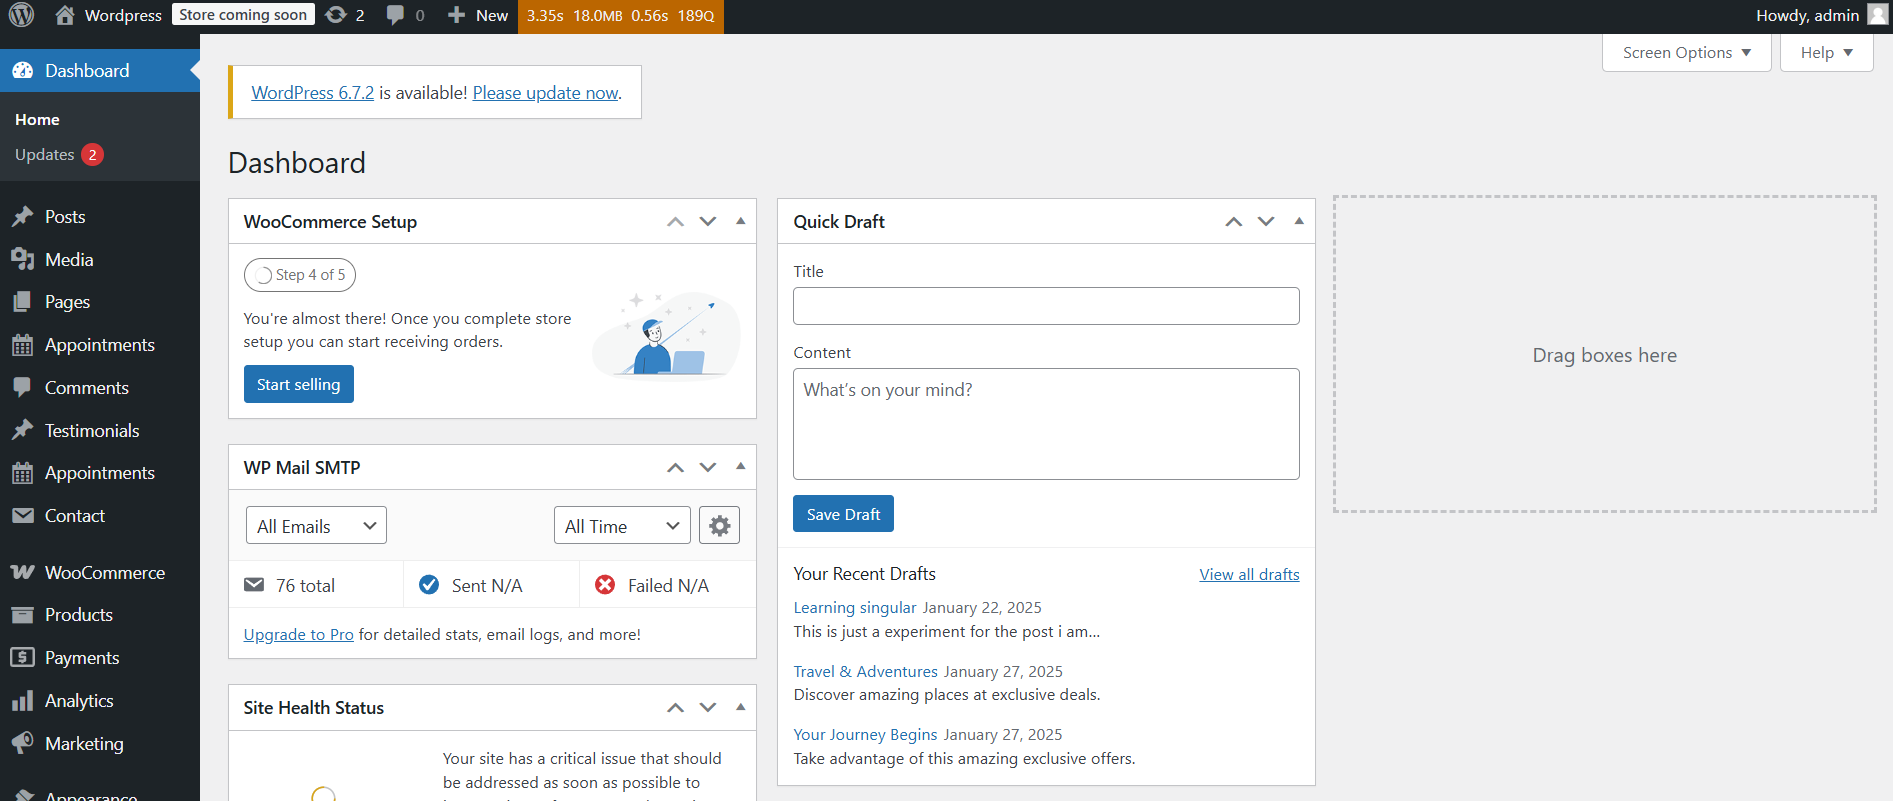 Wordpress Store coming soon 2 0 New 3.35s 18.0MB 0.56s 189Q Howdy, admin
Screen Options Help
Dashboard
Home
Updates 2
Posts
Media
Pages
Appointments
Comments
Testimonials
Appointments
Contact
WooCommerce
Products
Payments
Analytics
Marketing
Appearance
WordPress 6.7.2 is available! Please update now.
Dashboard
WooCommerce Setup
Step 4 of 5
You're almost there! Once you complete store
setup you can start receiving orders.
Start selling
WP Mail SMTP
All Emails All Time
76 total Sent N/A Failed N/A
Upgrade to Pro for detailed stats, email logs, and more!
Site Health Status
Your site has a critical issue that should
be addressed as soon as possible to
Quick Draft
Title
Content
What's on your mind?
Save Draft
Your Recent Drafts View all drafts
Learning singular January 22, 2025
This is just a experiment for the post i am…
Travel & Adventures January 27, 2025
Discover amazing places at exclusive deals.
Your Journey Begins January 27, 2025
Take advantage of this amazing exclusive offers.
Drag boxes here